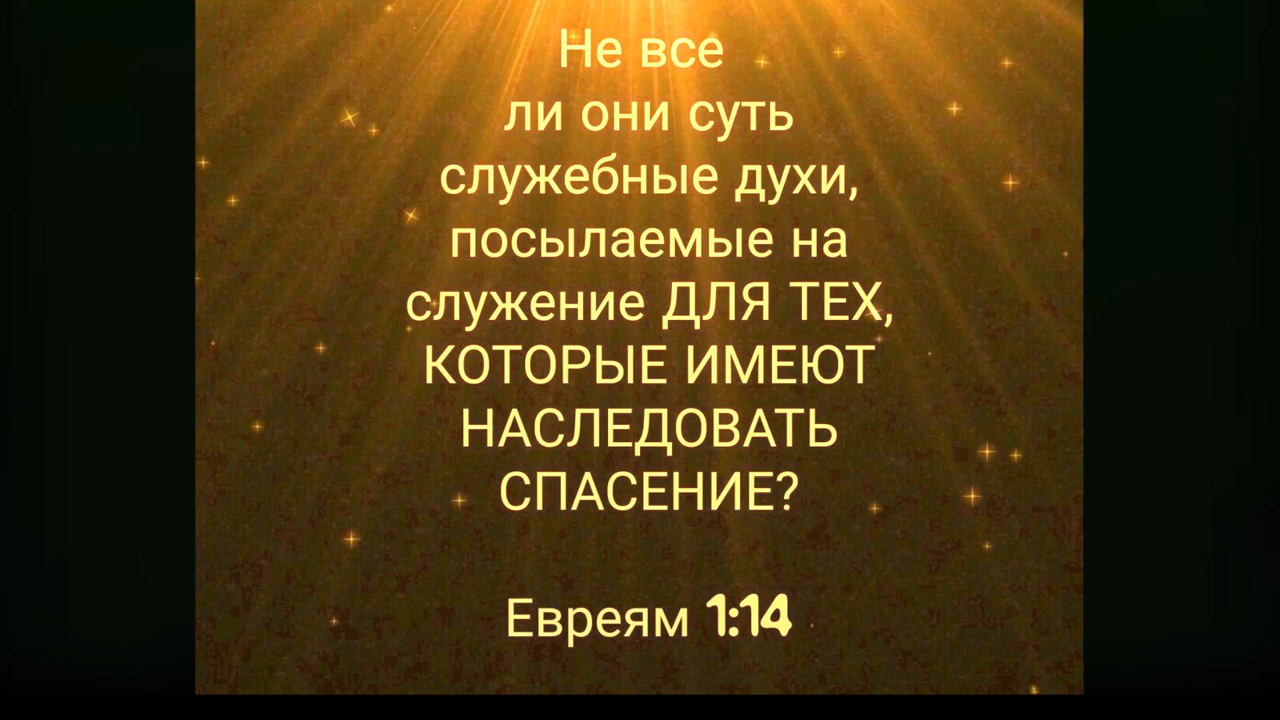 Не все
ли они суть
служебные духи,
посылаемые на
служение ДЛЯ ТЕХ,
КОТОРЫЕ ИМЕЮТ
НАСЛЕДОВАТЬ
СПАСЕНИЕ?
Евреям 1:14